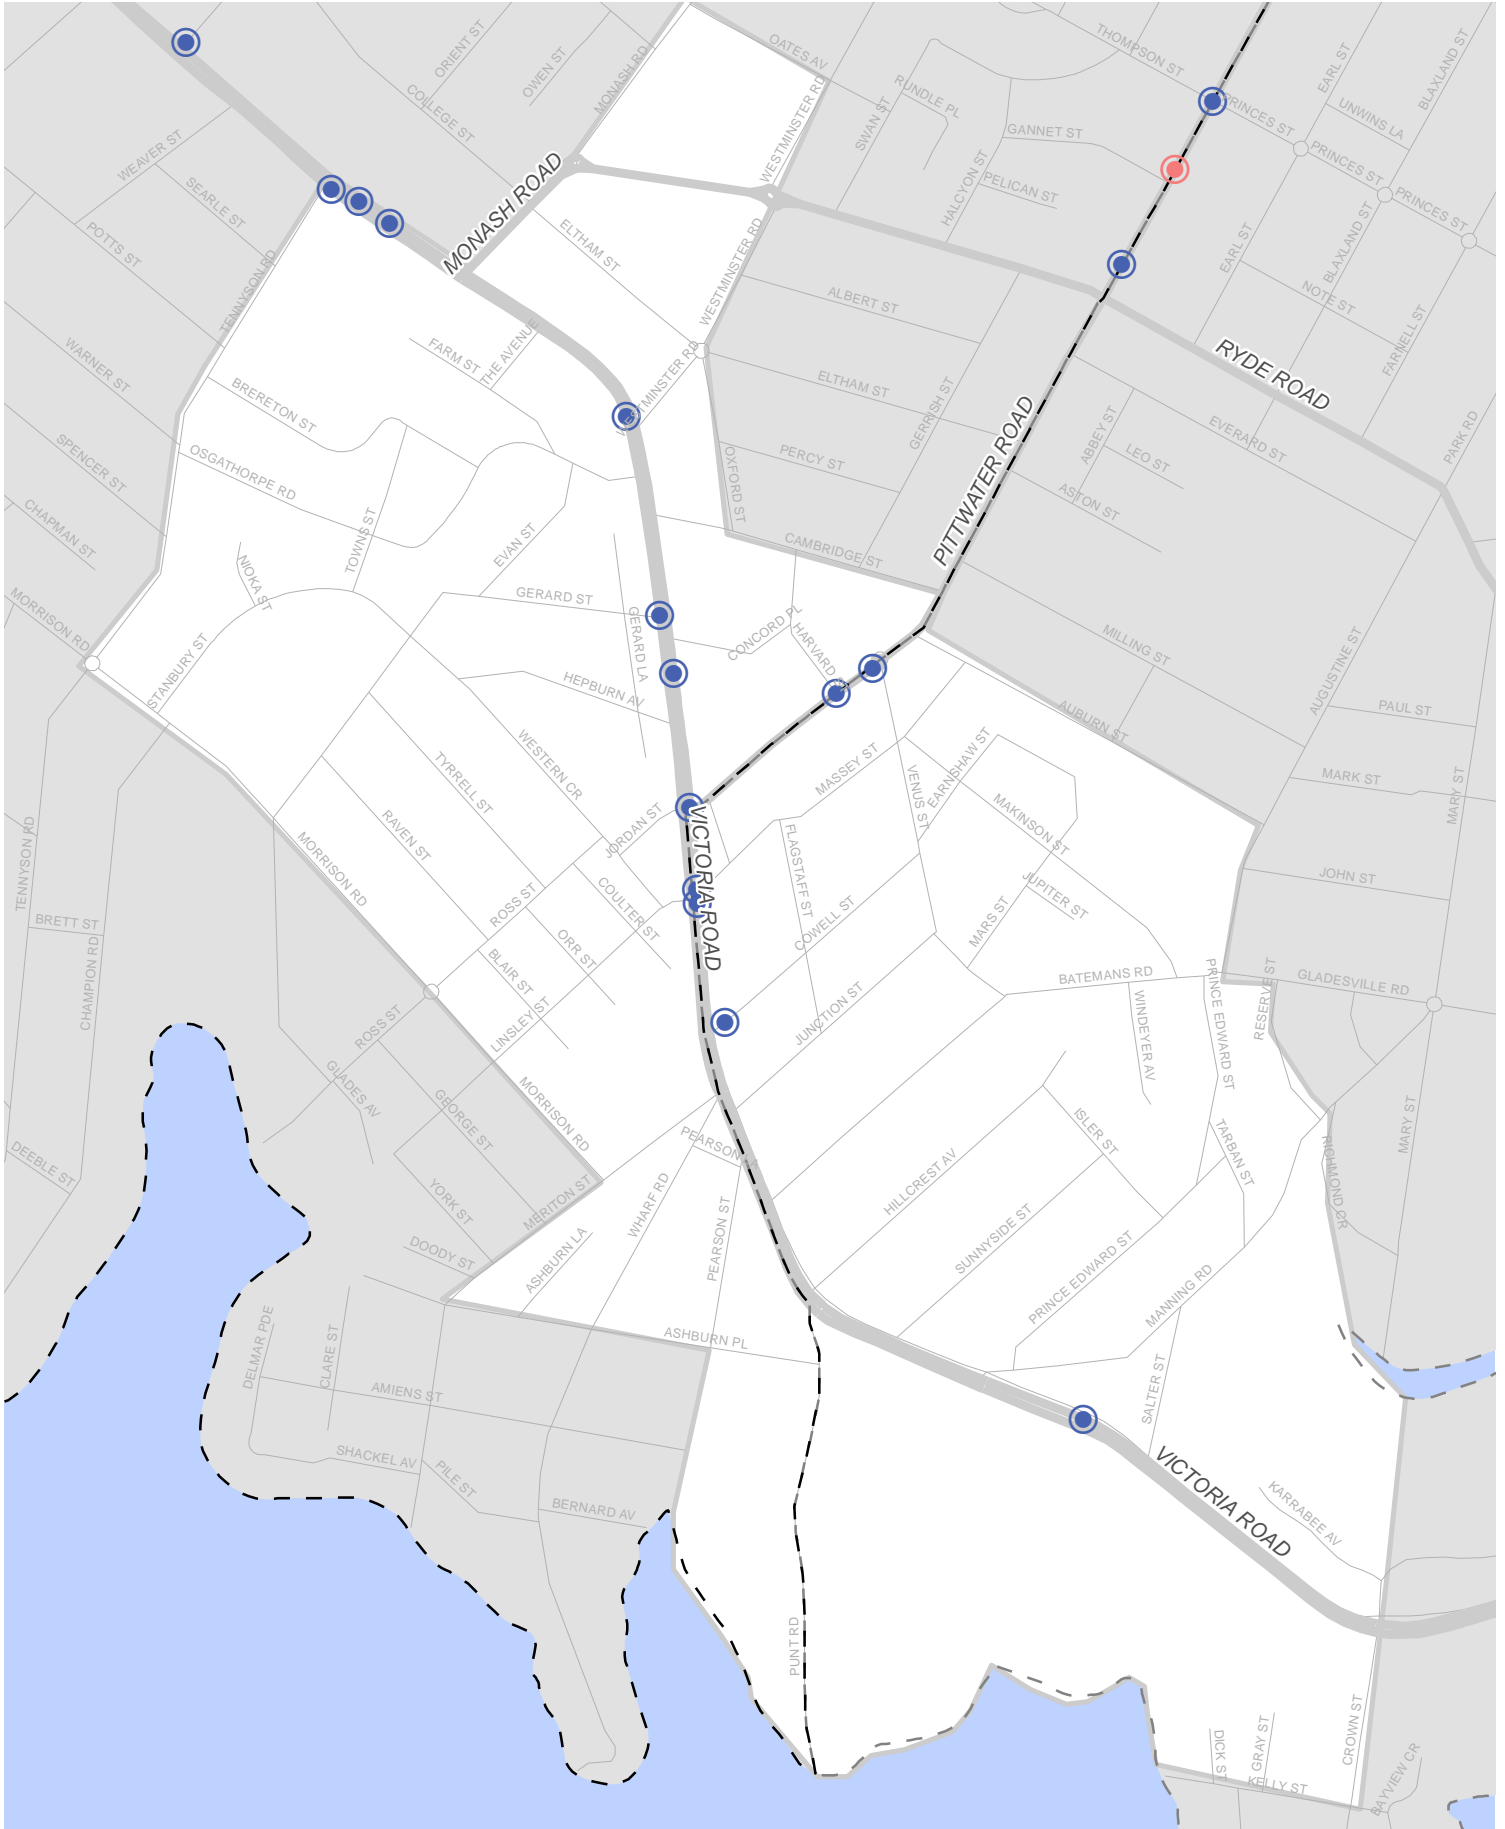 ORIENT ST
OATES AV
THOMPSON ST
EARL ST
BLAXLAND ST
OWEN ST
MONASH RD
COLLEGE ST
WESTMINSTER RD
RUNDLE PL
SWAN ST
GANNET ST
PRINCES ST
UNWINS LA
WEAVER ST
SEARLE ST
HALCYON ST
PELICAN ST
PRINCES ST
PRINCES ST
MONASH ROAD
POTTS ST
ELTHAM ST
WESTMINSTER RD
EARL ST
BLAXLAND ST
TENNYSON RD
ALBERT ST
NOTE ST
FARNELL ST
WARNER ST
FARM ST
THE AVENUE
WESTMINSTER RD
RYDE ROAD
BRERETON ST
ELTHAM ST
GERRISH ST
PITTWATER ROAD
ABBEY ST
EVERARD ST
PARK RD
SPENCER ST
OSGATHORPE RD
OXFORD ST
PERCY ST
LEO ST
ASTON ST
CHAPMAN ST
TOWNS ST
EVAN ST
CAMBRIDGE ST
NIOKA ST
GERARD ST
MORRISON RD
GERARD LA
CONCORD PL
HARVARD
MILLING ST
AUGUSTINE ST
STANBURY ST
HEPBURN AV
AUBURN ST
PAUL ST
WESTERN CR
TYRRELL ST
MASSEY ST
VENUS ST
EARNSHAW ST
MARK ST
MARY ST
RAVEN ST
JORDAN ST
VICTORIA ROAD
MAKINSON ST
TENNYSON RD
MORRISON RD
FLAGSTAFF ST
ROSS ST
COULTER ST
COWELL ST
JUPITER ST
JOHN ST
BRETT ST
MARS ST
CHAMPION RD
ORR ST
BLAIR ST
BATEMANS RD
PRINCE EDWARD ST
RESERVE ST
GLADESVILLE RD
ROSS ST
LINSLEY ST
JUNCTION ST
WINDEYER AV
GLADES AV
GEORGE ST
MORRISON RD
ISLER ST
MARY ST
DEEBLE ST
PEARSON
TARBAN ST
RICHMOND CR
YORK ST
MERITON ST
WHARF RD
HILLCREST AV
DOODY ST
ASHBURN LA
PEARSON ST
SUNNYSIDE ST
PRINCE EDWARD ST
MANNING RD
DELMAR PDE
CLARE ST
ASHBURN PL
AMIENS ST
SALTER ST
SHACKEL AV
PILE ST
BERNARD AV
VICTORIA ROAD
KARRABEE AV
PUNT RD
DICK ST
GRAY ST
CROWN ST
KELLY ST
BAYVIEW CR